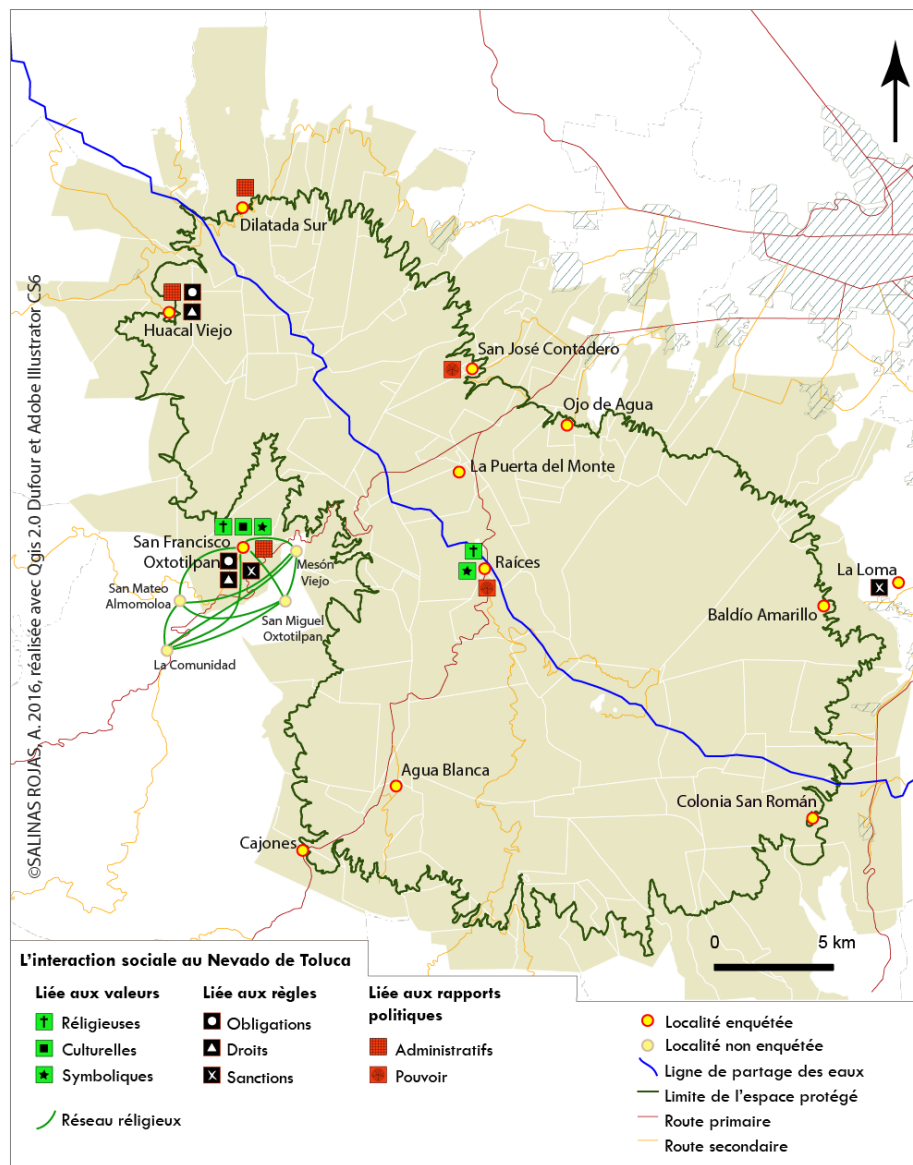 ©SALINAS ROJAS, A. 2016, réalisée avec Qgis 2.0 Dufour et Adobe Illustrator CS6
Dilatada Sur
Huacal Viejo
San José Contadero
Ojo de Agua
La Puerta del Monte
San Francisco
Oxtotilpan
Mesón
Viejo
Raíces
La Loma
San Mateo
Almomoloa
Baldío Amarillo
San Miguel
Oxtotilpan
La Comunidad
Agua Blanca
Colonia San Román
Cajones
0 5 km
L'interaction sociale au Nevado de Toluca
Liée aux valeurs
Réligieuses
Culturelles
Symboliques
Réseau réligieux
Liée aux règles
Obligations
Droits
Sanctions
Liée aux rapports
politiques
Administratifs
Pouvoir
Localité enquétée
Localité non enquétée
Ligne de partage des eaux
Limite de l'espace protégé
Route primaire
Route secondaire